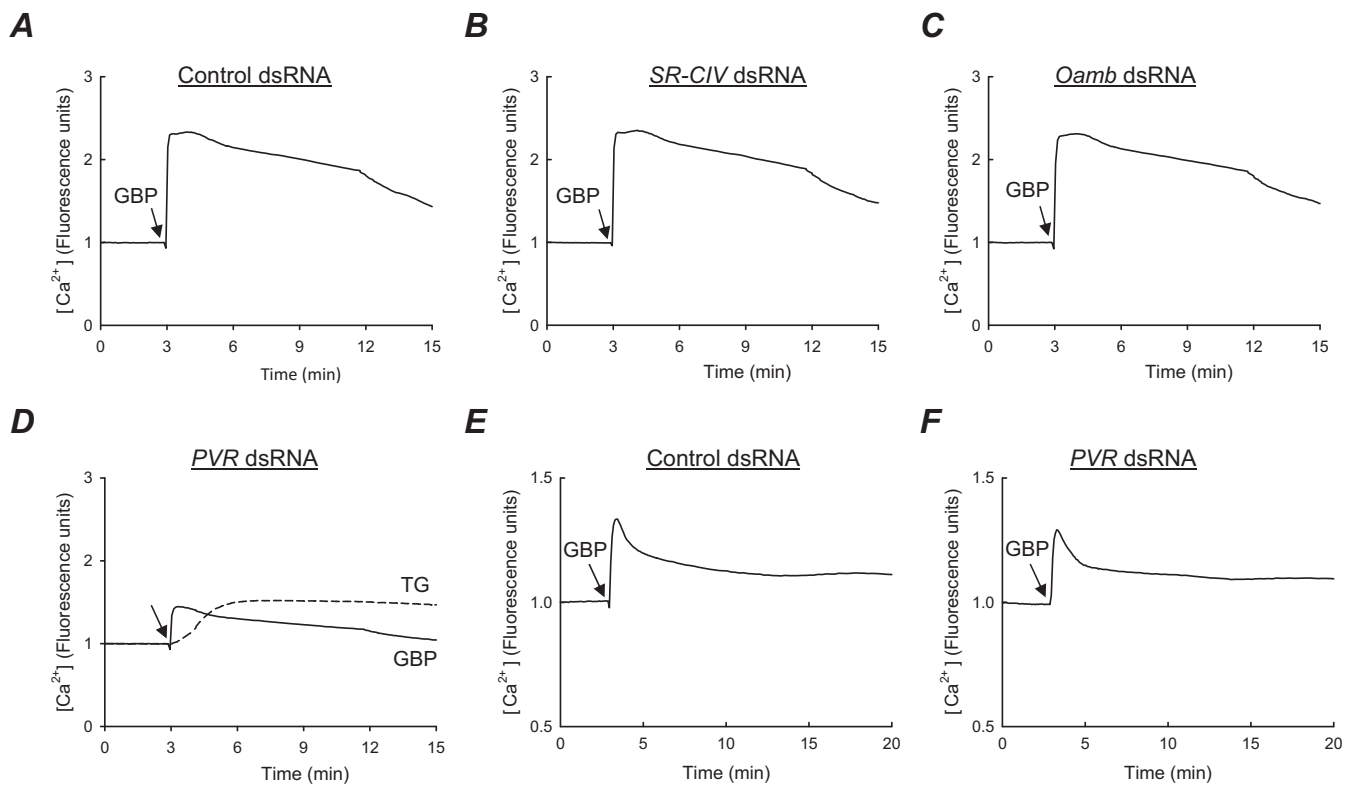 A
Control dsRNA
[Ca²⁺] (Fluorescence units)
3
2
1
0
GBP
0 3 6 9 12 15
Time (min)
B
SR-CIV dsRNA
[Ca²⁺] (Fluorescence units)
3
2
1
0
GBP
0 3 6 9 12 15
Time (min)
C
Oamb dsRNA
[Ca²⁺] (Fluorescence units)
3
2
1
0
GBP
0 3 6 9 12 15
Time (min)
D
PVR dsRNA
[Ca²⁺] (Fluorescence units)
3
2
1
0
TG
GBP
0 3 6 9 12 15
Time (min)
E
Control dsRNA
[Ca²⁺] (Fluorescence units)
1.5
1.0
0.5
GBP
0 5 10 15 20
Time (min)
F
PVR dsRNA
[Ca²⁺] (Fluorescence units)
1.5
1.0
0.5
GBP
0 5 10 15 20
Time (min)